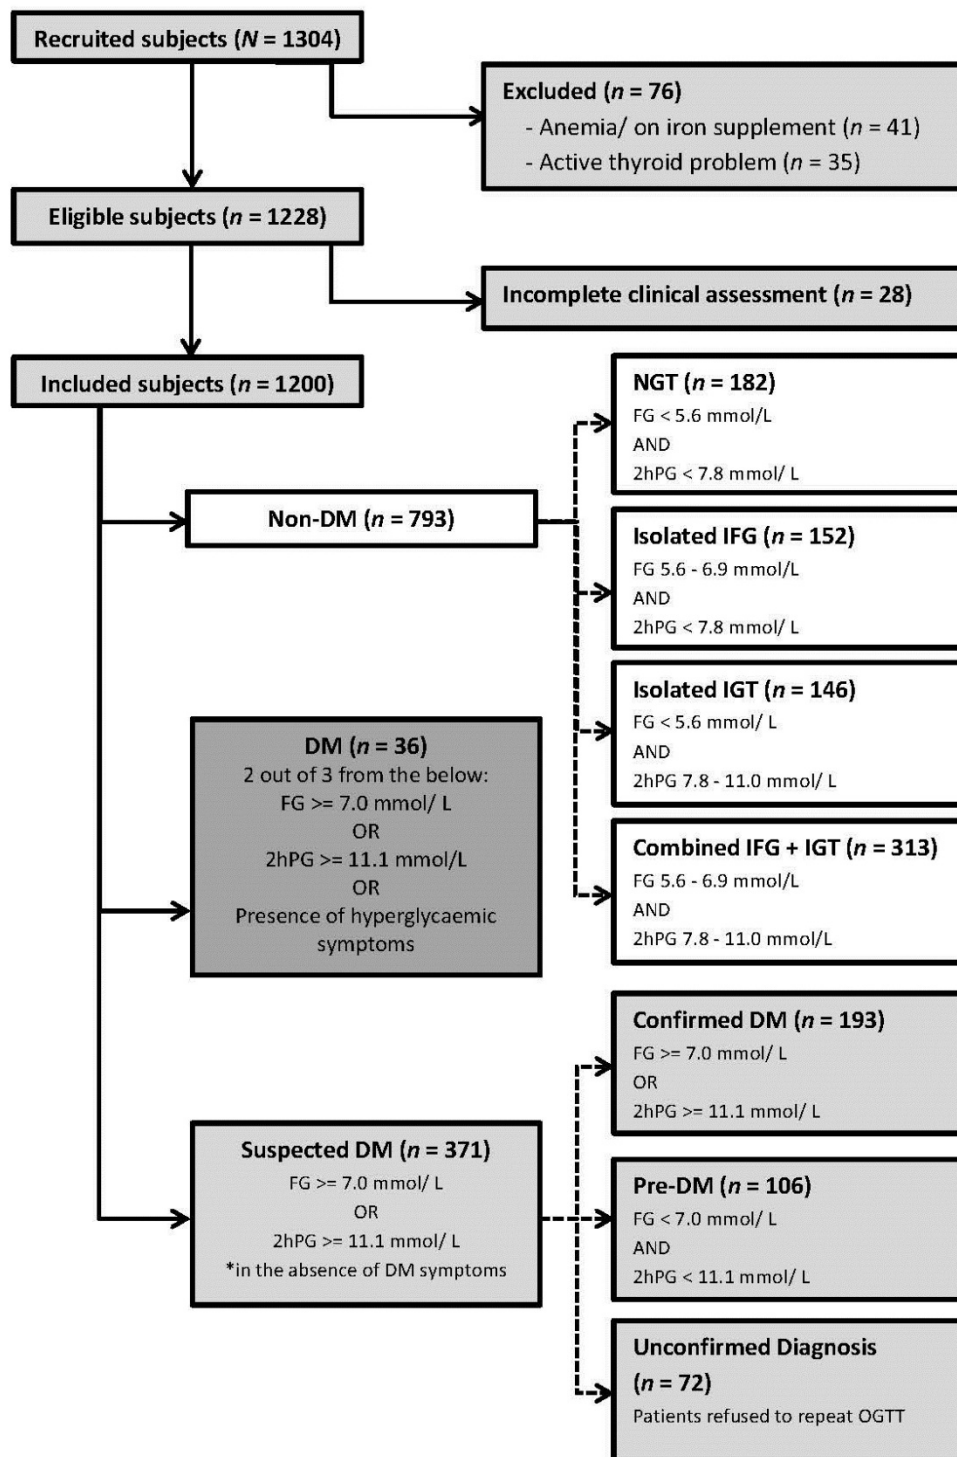 Recruited subjects (N = 1304)
Excluded (n = 76)
- Anemia/ on iron supplement (n = 41)
- Active thyroid problem (n = 35)
Eligible subjects (n = 1228)
Incomplete clinical assessment (n = 28)
Included subjects (n = 1200)
NGT (n = 182)
FG < 5.6 mmol/L
AND
2hPG < 7.8 mmol/ L
Non-DM (n = 793)
Isolated IFG (n = 152)
FG 5.6 - 6.9 mmol/L
AND
2hPG < 7.8 mmol/ L
Isolated IGT (n = 146)
FG < 5.6 mmol/ L
AND
2hPG 7.8 - 11.0 mmol/ L
DM (n = 36)
2 out of 3 from the below:
FG >= 7.0 mmol/ L
OR
2hPG >= 11.1 mmol/L
OR
Presence of hyperglycaemic
symptoms
Combined IFG + IGT (n = 313)
FG 5.6 - 6.9 mmol/L
AND
2hPG 7.8 - 11.0 mmol/L
Confirmed DM (n = 193)
FG >= 7.0 mmol/ L
OR
2hPG >= 11.1 mmol/ L
Suspected DM (n = 371)
FG >= 7.0 mmol/ L
OR
2hPG >= 11.1 mmol/ L
*in the absence of DM symptoms
Pre-DM (n = 106)
FG < 7.0 mmol/ L
AND
2hPG < 11.1 mmol/ L
Unconfirmed Diagnosis
(n = 72)
Patients refused to repeat OGTT